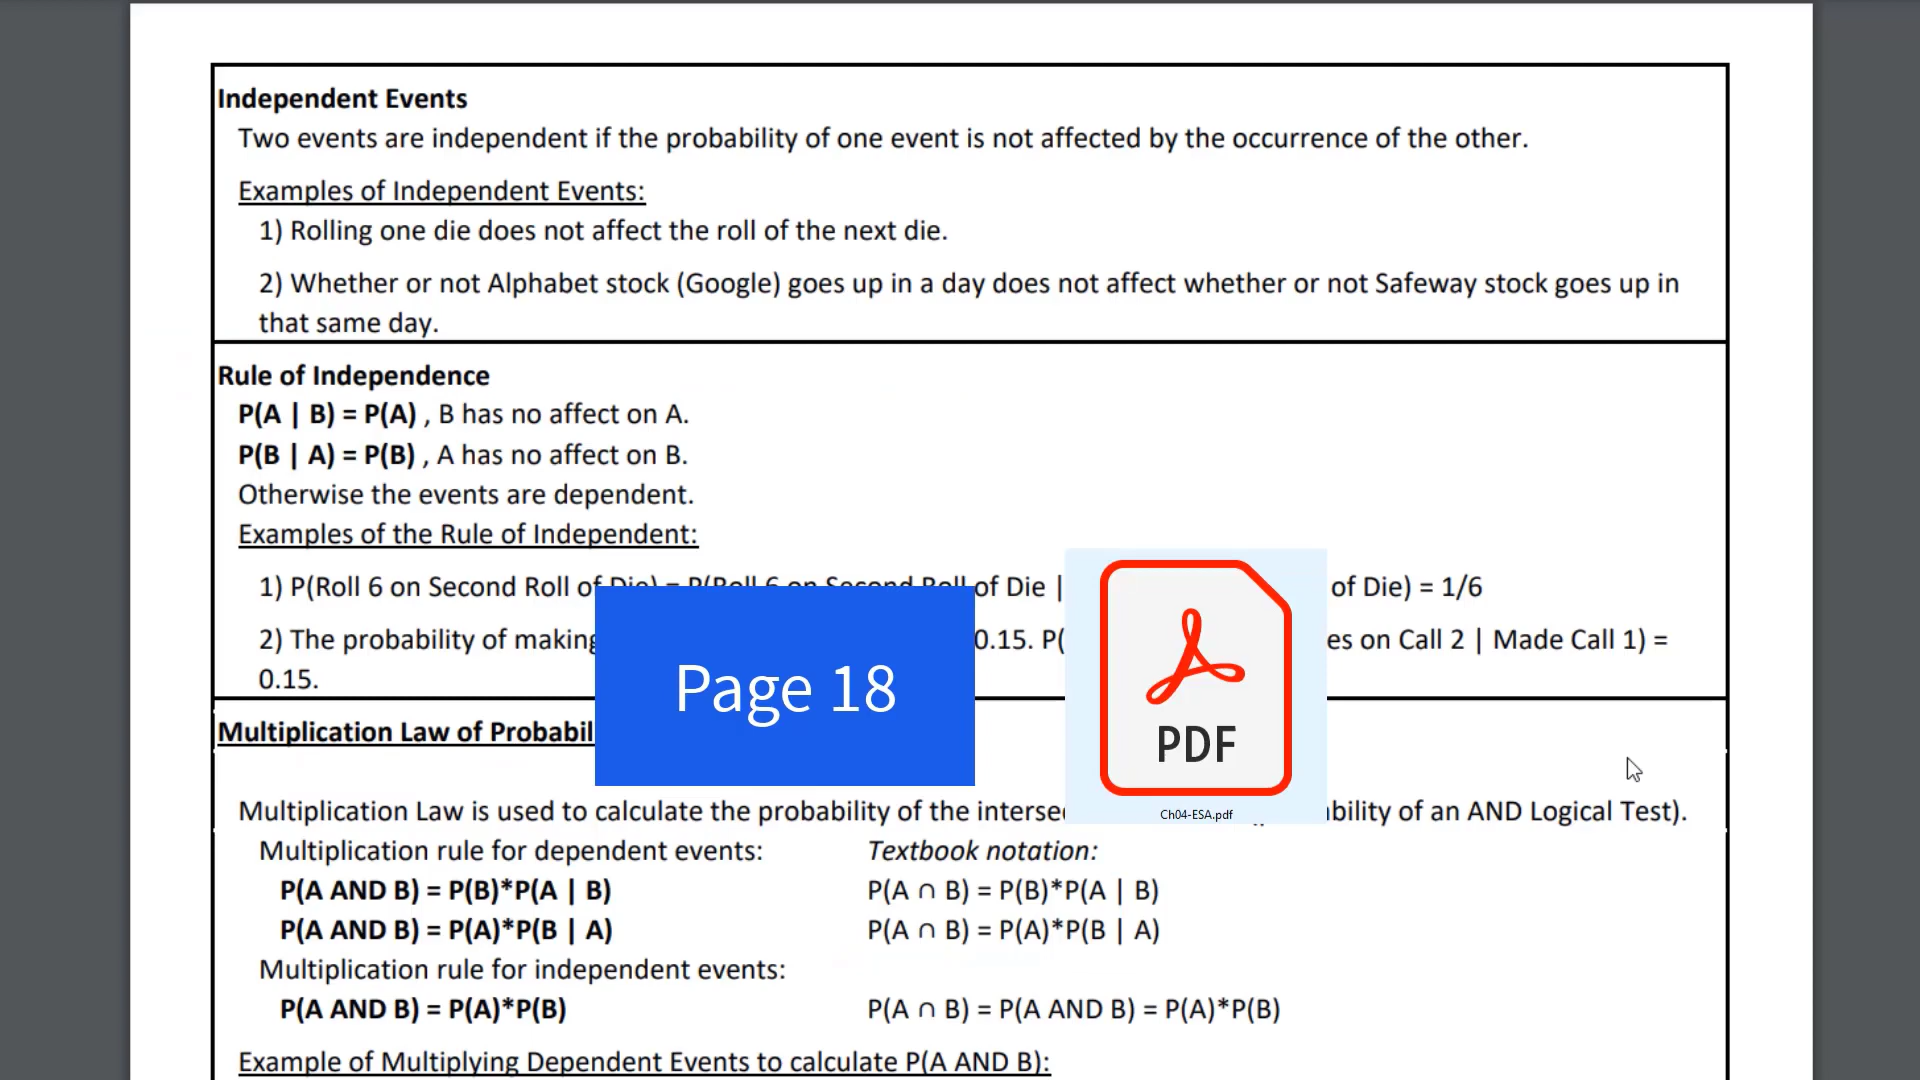 Independent Events
Two events are independent if the probability of one event is not affected by the occurrence of the other.
Examples of Independent Events:
1) Rolling one die does not affect the roll of the next die.
2) Whether or not Alphabet stock (Google) goes up in a day does not affect whether or not Safeway stock goes up in
that same day.
Rule of Independence
P(A | B) = P(A) , B has no affect on A.
P(B | A) = P(B) , A has no affect on B.
Otherwise the events are dependent.
Examples of the Rule of Independent:
1) P(Roll 6 on Second Roll of Die) = P(Roll 6 on Second Roll of Die | of Die) = 1/6
2) The probability of making 0.15. P( on Call 2 | Made Call 1) =
0.15.
Page 18
PDF
Ch04-ESA.pdf
Multiplication Law of
Multiplication Law is used to calculate the probability of the of an AND Logical Test).
Multiplication rule for dependent events: Textbook notation:
P(A AND B) = P(B)*P(A | B) P(A ∩ B) = P(B)*P(A | B)
P(A AND B) = P(A)*P(B | A) P(A ∩ B) = P(A)*P(B | A)
Multiplication rule for independent events:
P(A AND B) = P(A)*P(B) P(A ∩ B) = P(A AND B) = P(A)*P(B)
Example of Multiplying Dependent Events to calculate P(A AND B):